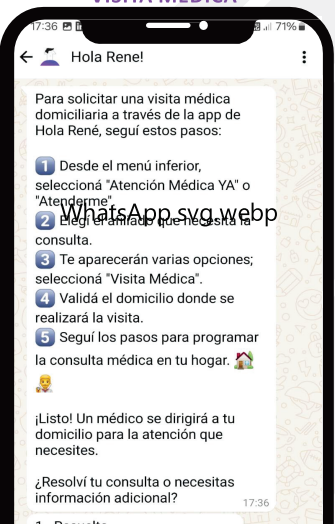 VISITA MÉDICA
17:36 71%
Hola Rene!
Para solicitar una visita médica
domiciliaria a través de la app de
Hola René, seguí estos pasos:
1 Desde el menú inferior,
seleccioná "Atención Médica YA" o
"Atenderme".
WhatsApp.svg.webp
2 Elegí el afiliado que necesita la
consulta.
3 Te aparecerán varias opciones;
seleccioná "Visita Médica".
4 Validá el domicilio donde se
realizará la visita.
5 Seguí los pasos para programar
la consulta médica en tu hogar.
¡Listo! Un médico se dirigirá a tu
domicilio para la atención que
necesites.
¿Resolví tu consulta o necesitas
información adicional?
17:36